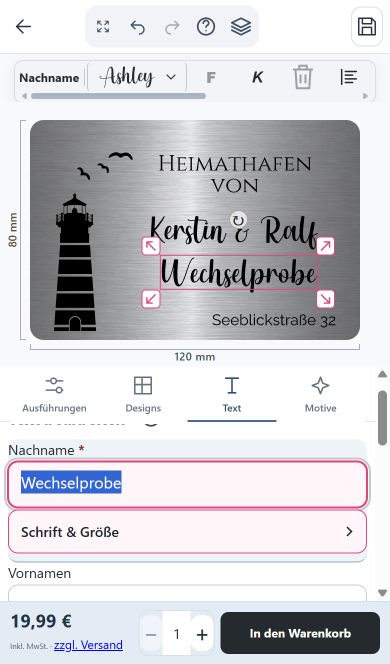 Nachname Ashley F K
HEIMATHAFEN
VON
Kerstin & Ralf
Wechselprobe
Seeblickstraße 32
80 mm
120 mm
Ausführungen Designs Text Motive
Nachname *
Wechselprobe
Schrift & Größe
Vornamen
19,99 €
Inkl. MwSt. · zzgl. Versand
− 1 +
In den Warenkorb